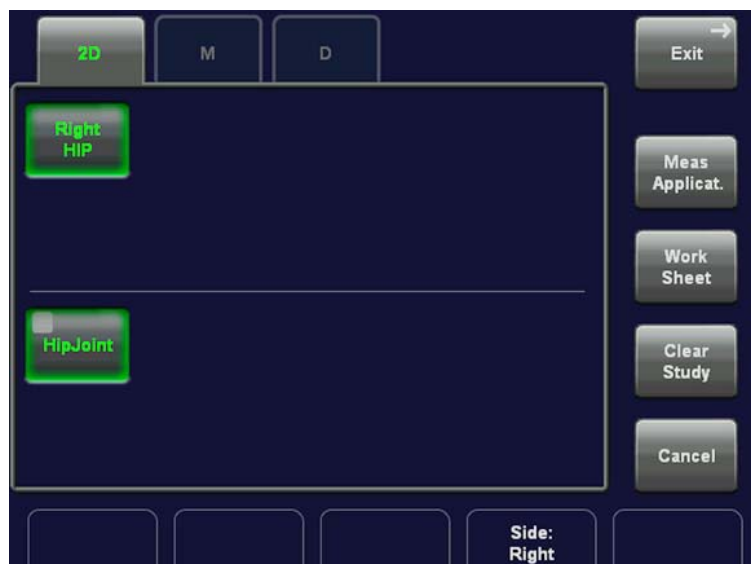 2D
M
D
Exit
Right
HIP
Meas
Applicat.
Work
Sheet
HipJoint
Clear
Study
Cancel
Side:
Right